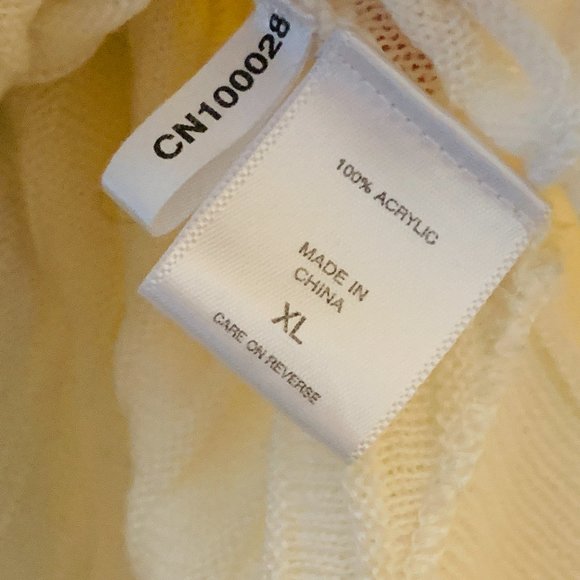 CN100028
100% ACRYLIC
MADE IN
CHINA
XL
CARE ON REVERSE